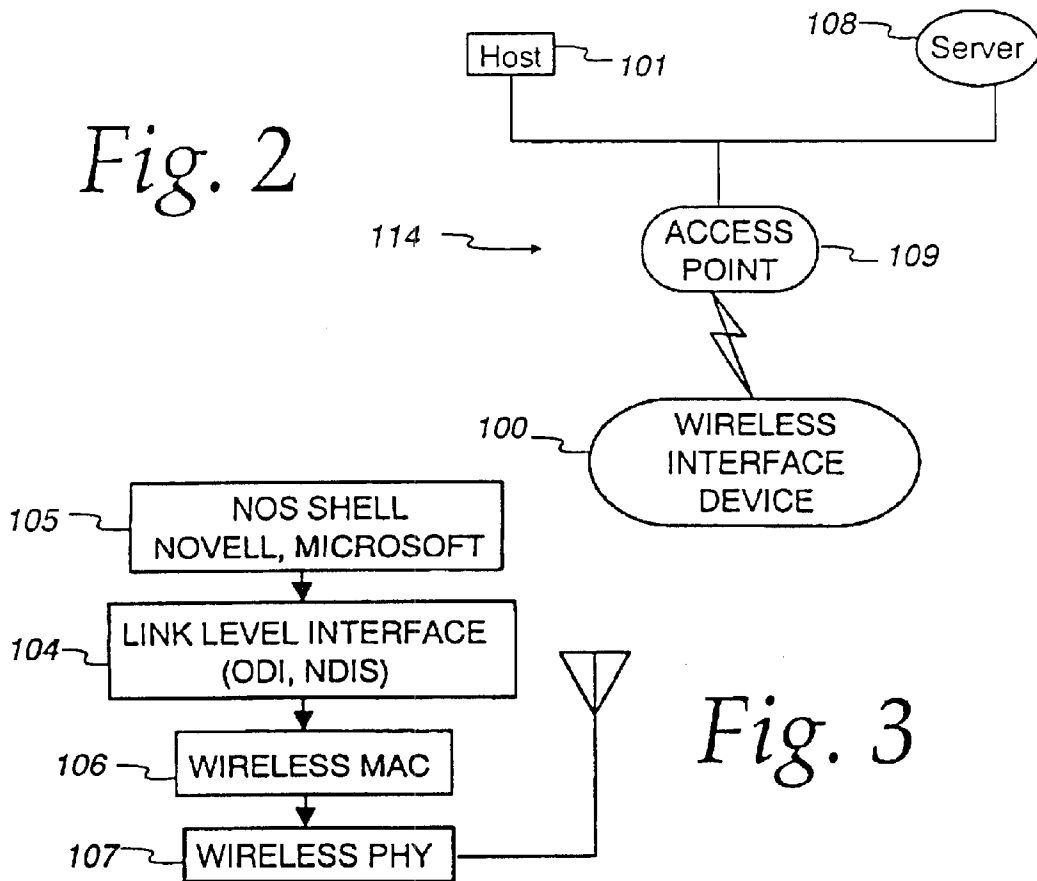 108
Server
Host
101
Fig. 2
114
ACCESS
POINT
109
100
WIRELESS
INTERFACE
DEVICE
105
NOS SHELL
NOVELL, MICROSOFT
104
LINK LEVEL INTERFACE
(ODI, NDIS)
106
WIRELESS MAC
Fig. 3
107
WIRELESS PHY